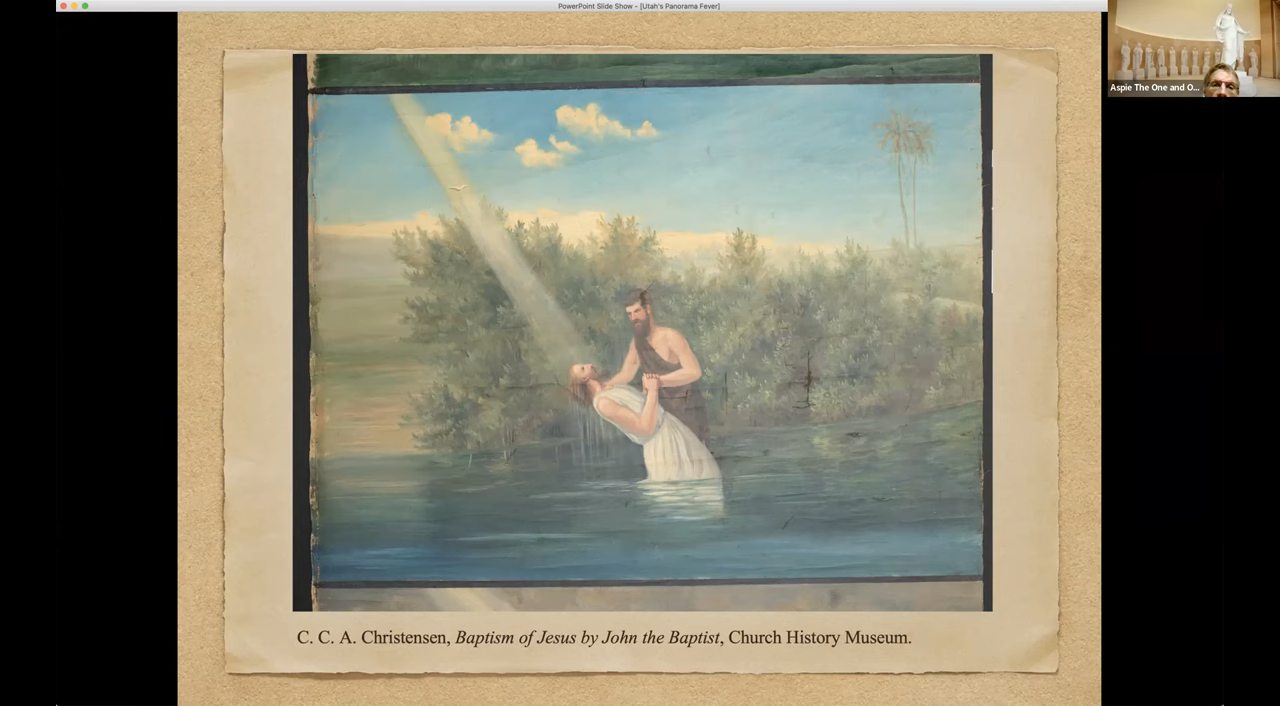 PowerPoint Slide Show - [Utah's Panorama Fever]
Aspie The One and O...
C. C. A. Christensen, Baptism of Jesus by John the Baptist, Church History Museum.